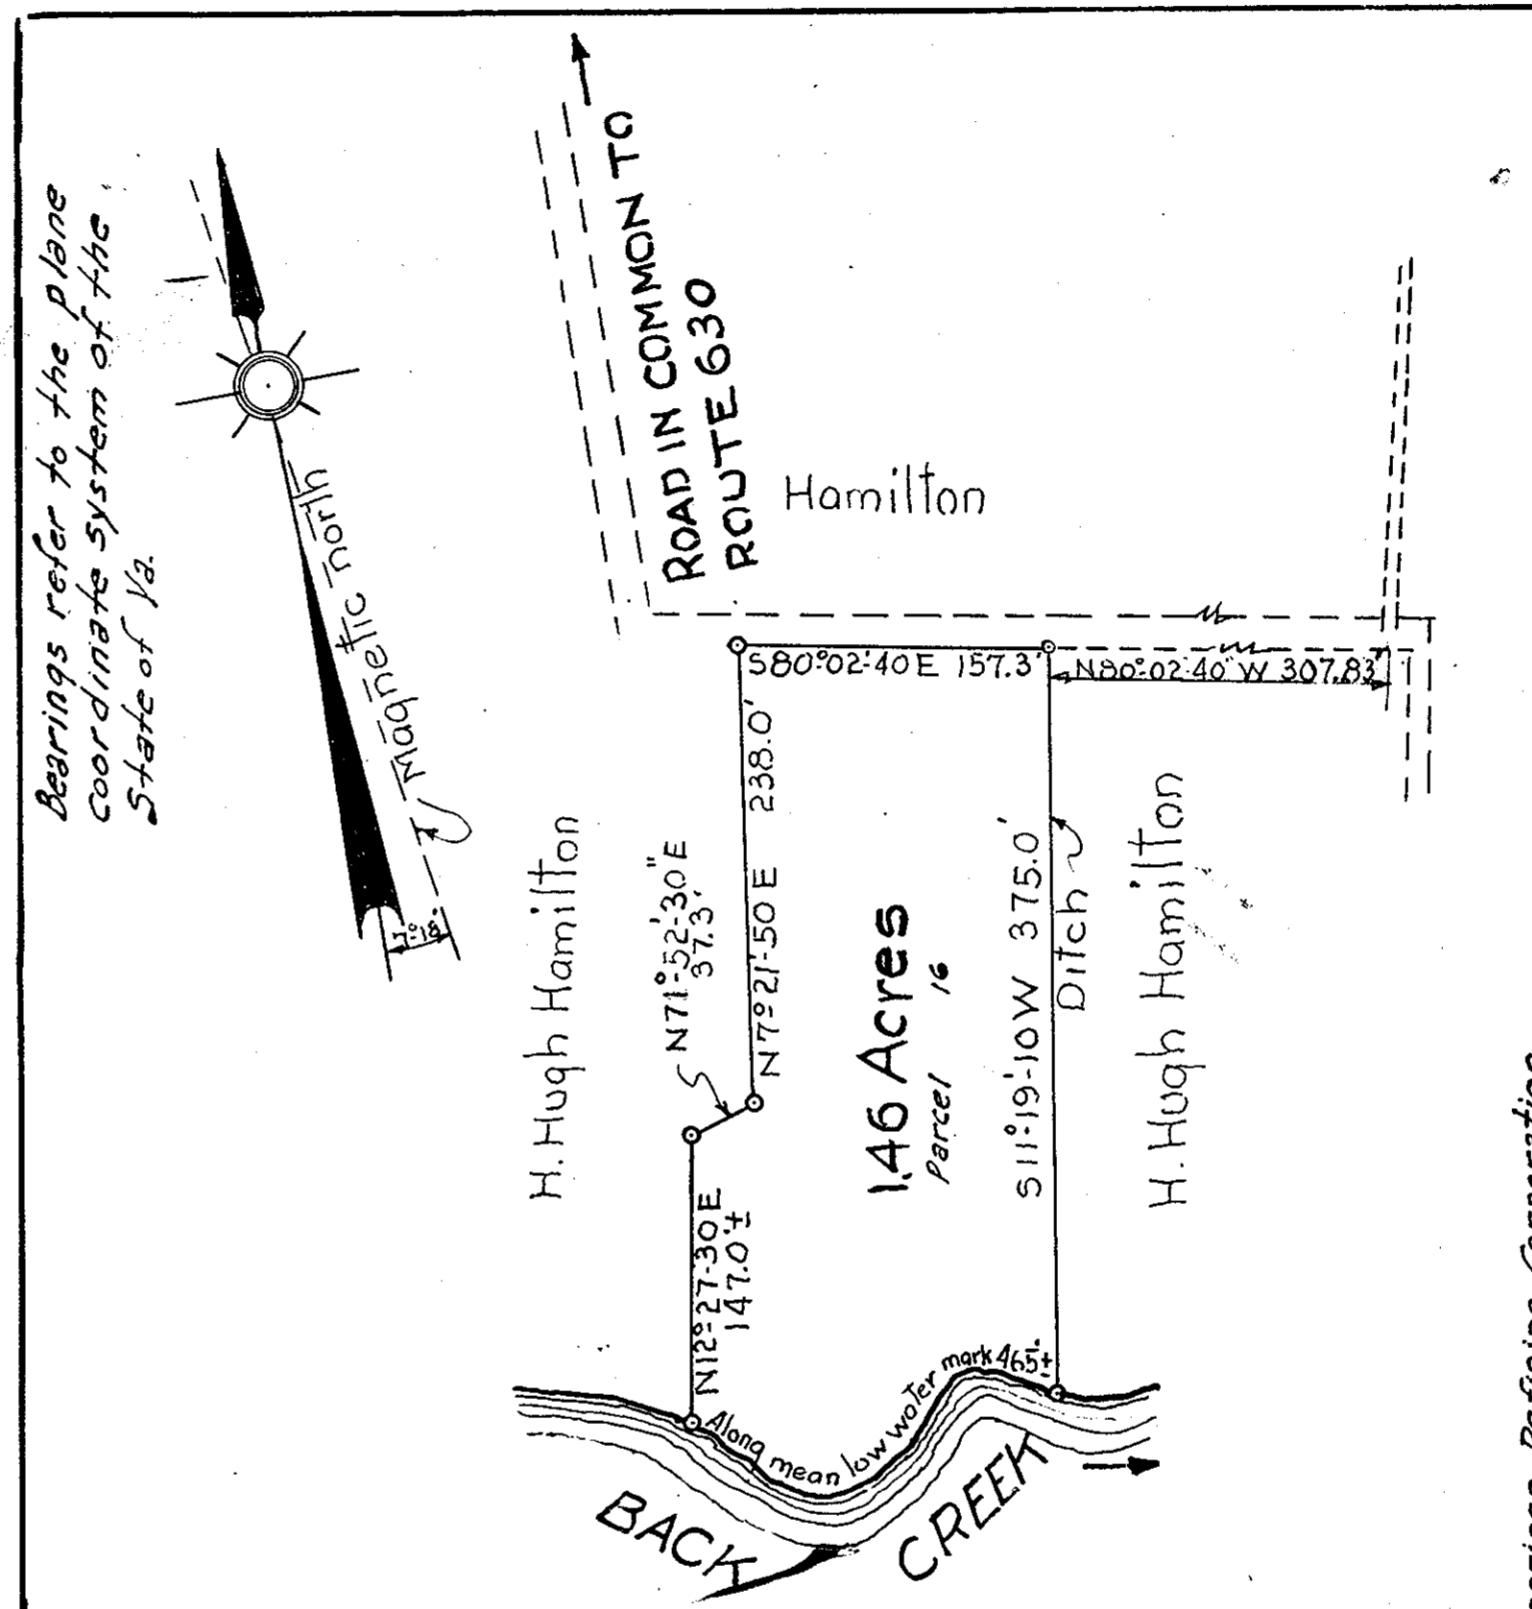 Bearings refer to the plane
coordinate system of the
State of Va.
Magnetic north
ROAD IN COMMON TO
ROUTE 630
Hamilton
S80°02'40E 157.3'
N80°-02'-40"W 307.83'
H. Hugh Hamilton
N71°-52'-30"E
37.3'
N7°-21'-50E 238.0'
1.46 Acres
Parcel 16
S11°-19'-10W 375.0'
Ditch
H. Hugh Hamilton
N12°-27'-30E
147.0'±
Along mean low water mark 465'±
BACK CREEK
Refining Corporation